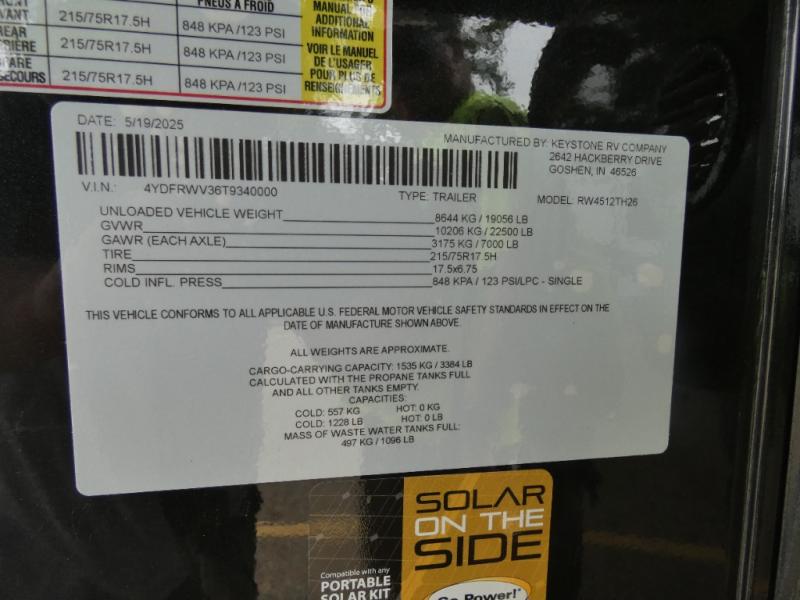 PNEUS À FROID
VANT 215/75R17.5H 848 KPA /123 PSI
REAR
215/75R17.5H 848 KPA /123 PSI
SECOURS 215/75R17.5H 848 KPA /123 PSI
MANUAL FOR
ADDITIONAL
INFORMATION
VOIR LE MANUEL
DE L'USAGER
POUR PLUS DE
RENSEIGNEMENTS
DATE: 5/19/2025
MANUFACTURED BY: KEYSTONE RV COMPANY
2642 HACKBERRY DRIVE
GOSHEN, IN 46526
V.I.N.: 4YDFRWV36T9340000
TYPE: TRAILER
MODEL: RW4512TH26
UNLOADED VEHICLE WEIGHT 8644 KG / 19056 LB
GVWR 10206 KG / 22500 LB
GAWR (EACH AXLE) 3175 KG / 7000 LB
TIRE 215/75R17.5H
RIMS 17.5x6.75
COLD INFL. PRESS 848 KPA / 123 PSI/LPC - SINGLE
THIS VEHICLE CONFORMS TO ALL APPLICABLE U.S. FEDERAL MOTOR VEHICLE SAFETY STANDARDS IN EFFECT ON THE
DATE OF MANUFACTURE SHOWN ABOVE.
ALL WEIGHTS ARE APPROXIMATE.
CARGO-CARRYING CAPACITY: 1535 KG / 3384 LB
CALCULATED WITH THE PROPANE TANKS FULL
AND ALL OTHER TANKS EMPTY.
CAPACITIES:
COLD: 557 KG HOT: 0 KG
COLD: 1228 LB HOT: 0 LB
MASS OF WASTE WATER TANKS FULL:
497 KG / 1096 LB
SOLAR
ON THE
SIDE
Compatible with any
PORTABLE
SOLAR KIT
Go Power!